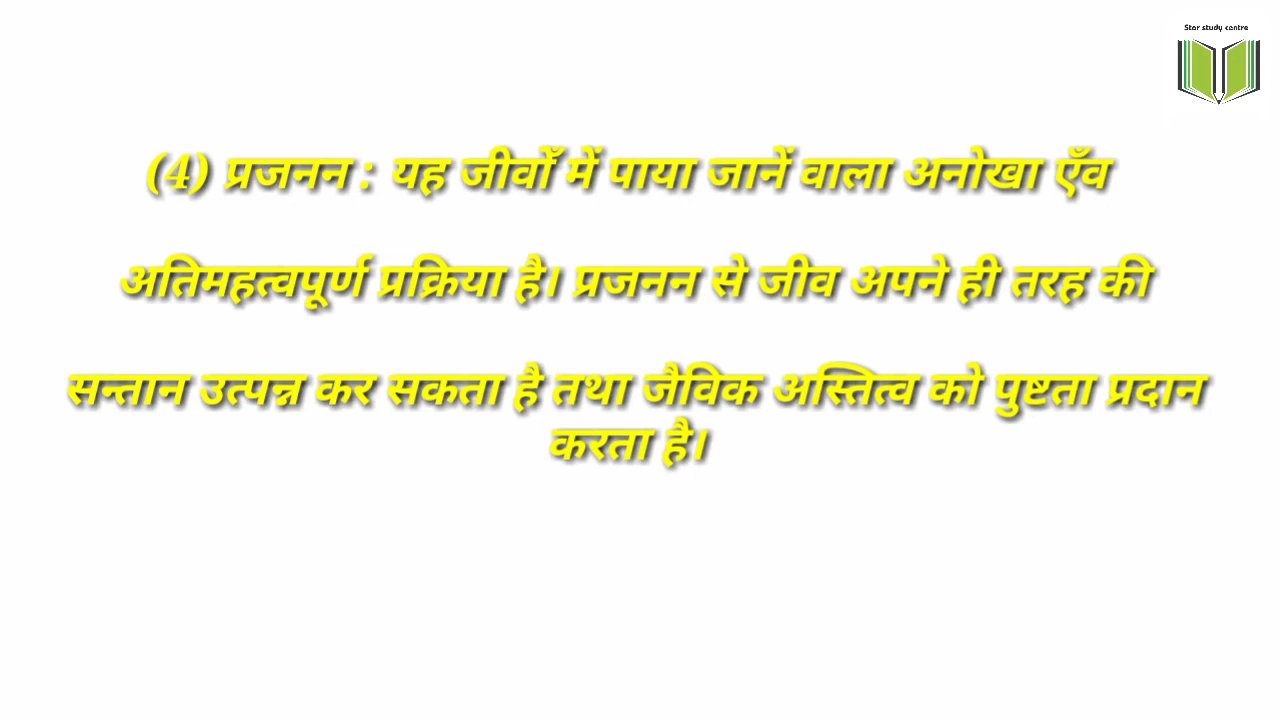 Star study centre
(4) प्रजनन : यह जीवोँ में पाया जानें वाला अनोखा एँव
अतिमहत्वपूर्ण प्रक्रिया है। प्रजनन से जीव अपने ही तरह की
सन्तान उत्पन्न कर सकता है तथा जैविक अस्तित्व को पुष्टता प्रदान
करता है।